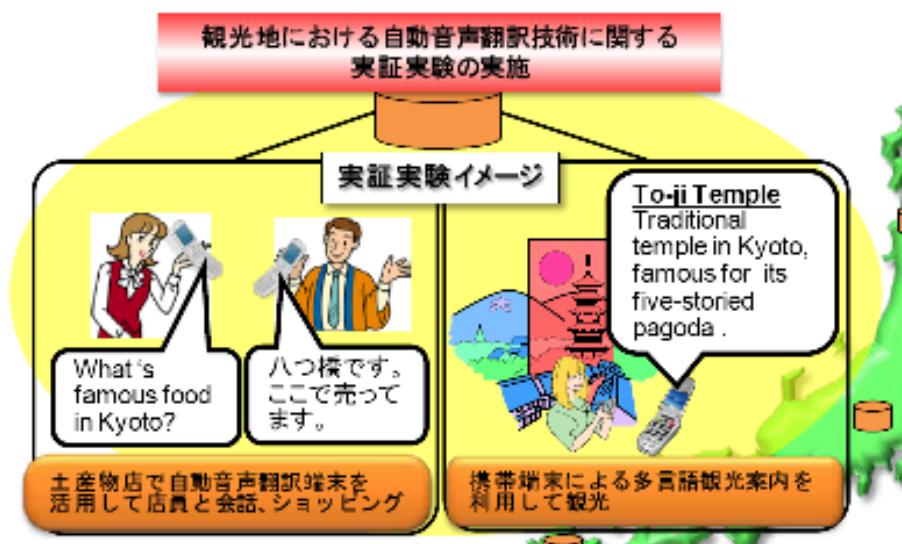 観光地における自動音声翻訳技術に関する
実証実験の実施
実証実験イメージ
What's
famous food
in Kyoto?
八つ橋です。
ここで売って
ます。
To-ji Temple
Traditional
temple in Kyoto,
famous for its
five-storied
pagoda .
土産物店で自動音声翻訳端末を
活用して店員と会話、ショッピング
携帯端末による多言語観光案内を
利用して観光